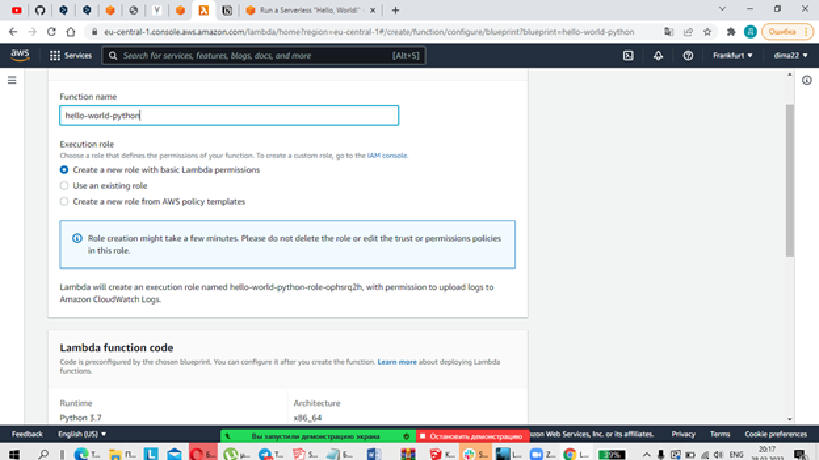 Run a Serverless "Hello, World!"
eu-central-1.console.aws.amazon.com/lambda/home?region=eu-central-1#/create/function/configure/blueprint?blueprint=hello-world-python
Ошибка
aws
Services
Search for services, features, blogs, docs, and more
[Alt+S]
Frankfurt
dima22
Function name
hello-world-python
Execution role
Choose a role that defines the permissions of your function. To create a custom role, go to the IAM console.
Create a new role with basic Lambda permissions
Use an existing role
Create a new role from AWS policy templates
Role creation might take a few minutes. Please do not delete the role or edit the trust or permissions policies
in this role.
Lambda will create an execution role named hello-world-python-role-ophsrq2h, with permission to upload logs to
Amazon CloudWatch Logs.
Lambda function code
Code is preconfigured by the chosen blueprint. You can configure it after you create the function. Learn more about deploying Lambda
functions.
Runtime
Architecture
Python 3.7
x86_64
Feedback
English (US)
Вы запустили демонстрацию экрана
Остановить демонстрацию
zon Web Services, Inc. or its affiliates.
Privacy
Terms
Cookie preferences
ENG
20:17